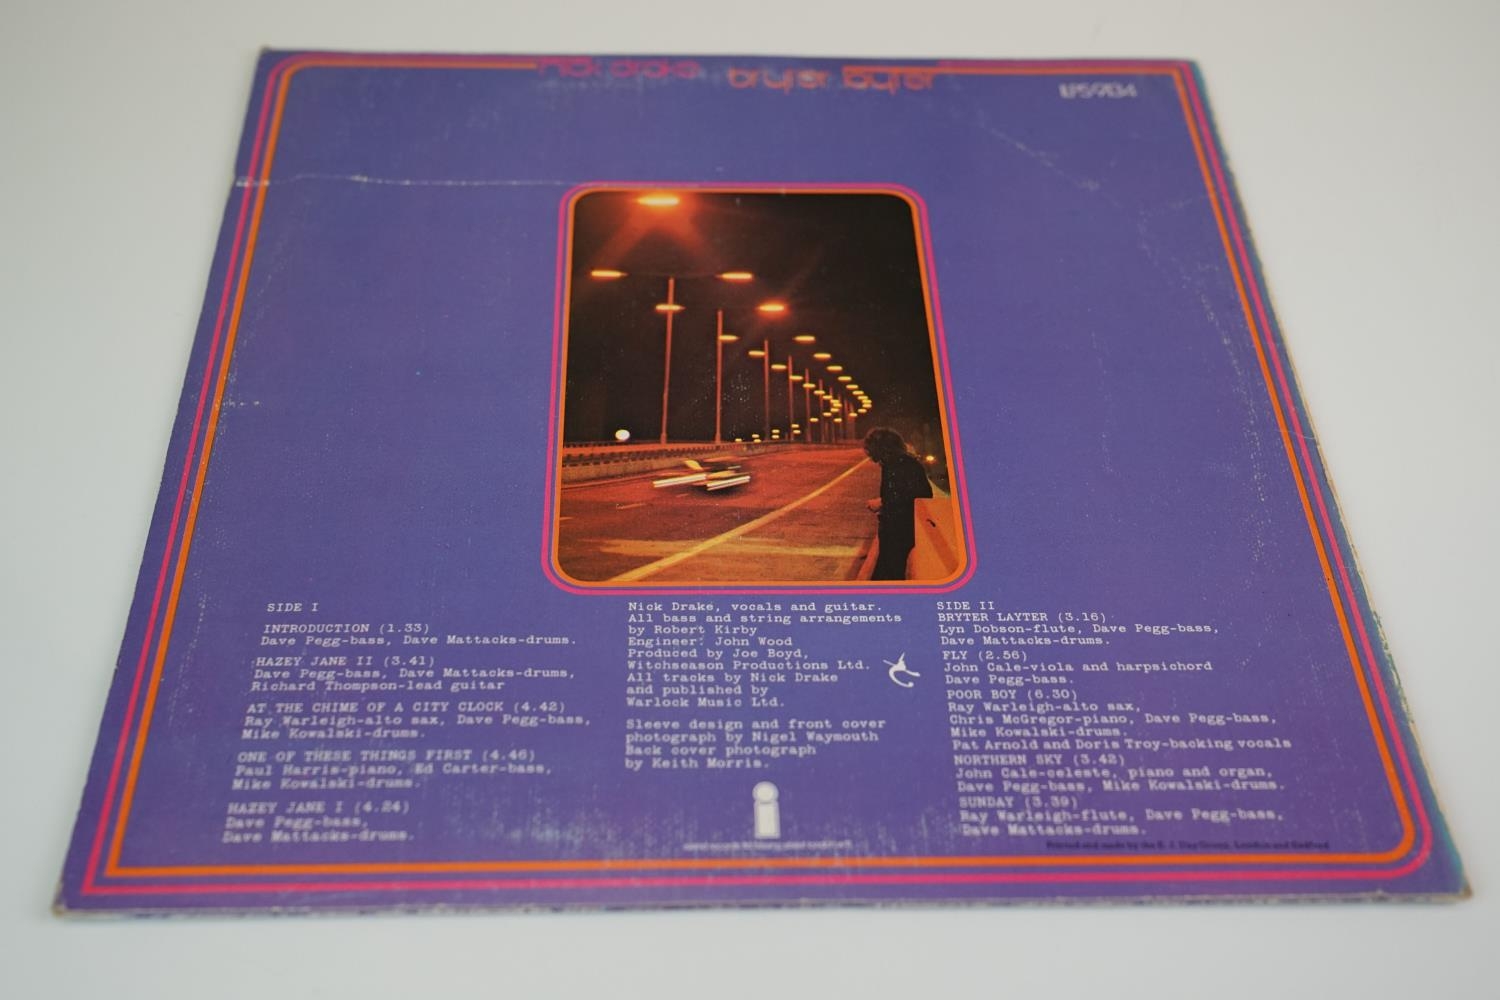 nick drake bryter layter
ILPS 9134
SIDE I
INTRODUCTION (1.33)
Dave Pegg-bass, Dave Mattacks-drums.
HAZEY JANE II (3.41)
Dave Pegg-bass, Dave Mattacks-drums,
Richard Thompson-lead guitar
AT THE CHIME OF A CITY CLOCK (4.42)
Ray Warleigh-alto sax, Dave Pegg-bass,
Mike Kowalski-drums.
ONE OF THESE THINGS FIRST (4.46)
Paul Harris-piano, Ed Carter-bass,
Mike Kowalski-drums.
HAZEY JANE I (4.24)
Dave Pegg-bass,
Dave Mattacks-drums.
Nick Drake, vocals and guitar.
All bass and string arrangements
by Robert Kirby
Engineer: John Wood
Produced by Joe Boyd,
Witchseason Productions Ltd.
All tracks by Nick Drake
and published by
Warlock Music Ltd.
Sleeve design and front cover
photograph by Nigel Waymouth
Back cover photograph
by Keith Morris.
SIDE II
BRYTER LAYTER (3.16)
Lyn Dobson-flute, Dave Pegg-bass,
Dave Mattacks-drums.
FLY (2.56)
John Cale-viola and harpsichord
Dave Pegg-bass.
POOR BOY (6.30)
Ray Warleigh-alto sax,
Chris McGregor-piano, Dave Pegg-bass,
Mike Kowalski-drums.
Pat Arnold and Doris Troy-backing vocals
NORTHERN SKY (3.42)
John Cale-celeste, piano and organ,
Dave Pegg-bass, Mike Kowalski-drums.
SUNDAY (3.39)
Ray Warleigh-flute, Dave Pegg-bass,
Dave Mattacks-drums.
Printed and made by the E. J. Day Group, London and Bedford